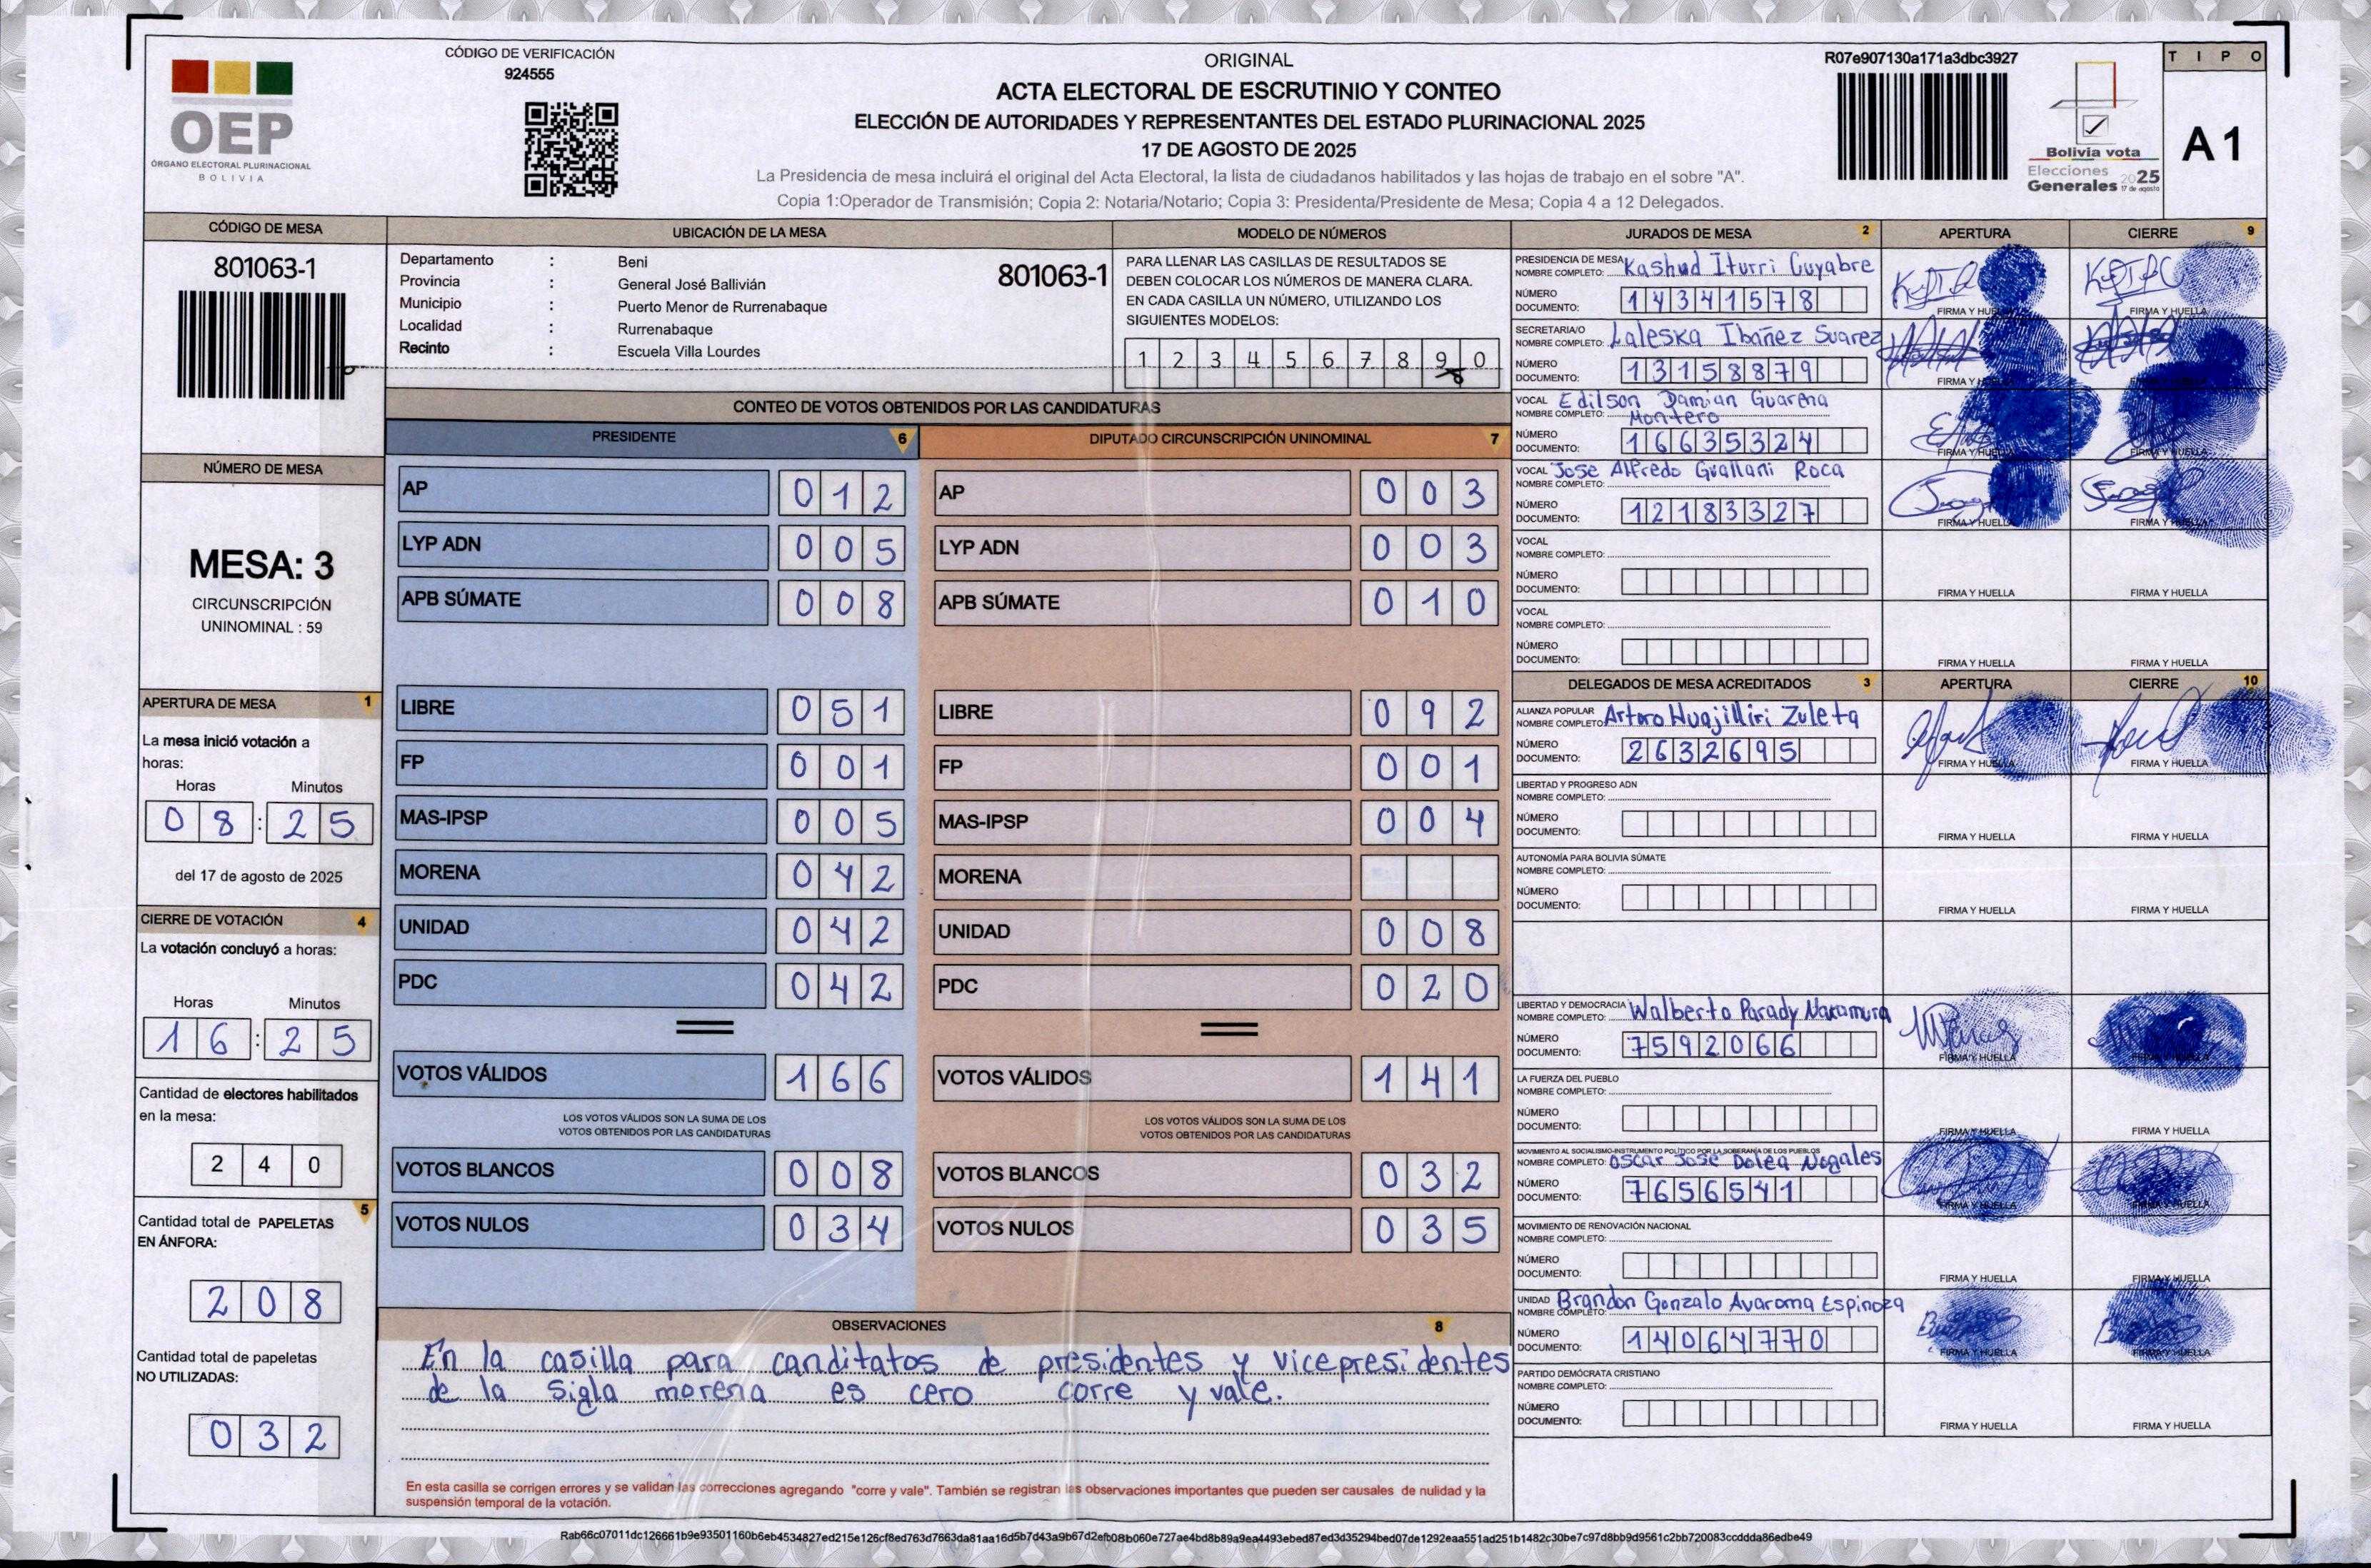 CÓDIGO DE VERIFICACIÓN
924555
OEP
ÓRGANO ELECTORAL PLURINACIONAL
BOLIVIA
ORIGINAL
ACTA ELECTORAL DE ESCRUTINIO Y CONTEO
ELECCIÓN DE AUTORIDADES Y REPRESENTANTES DEL ESTADO PLURINACIONAL 2025
17 DE AGOSTO DE 2025
La Presidencia de mesa incluirá el original del Acta Electoral, la lista de ciudadanos habilitados y las hojas de trabajo en el sobre "A".
Copia 1:Operador de Transmisión; Copia 2: Notaria/Notario; Copia 3: Presidenta/Presidente de Mesa; Copia 4 a 12 Delegados.
R07e907130a171a3dbc3927
Bolivia vota
Elecciones
Generales 2025
17 de agosto
TIPO
A 1
CÓDIGO DE MESA
801063-1
NÚMERO DE MESA
MESA: 3
CIRCUNSCRIPCIÓN
UNINOMINAL : 59
APERTURA DE MESA 1
La mesa inició votación a
horas:
Horas Minutos
08 : 25
del 17 de agosto de 2025
CIERRE DE VOTACIÓN 4
La votación concluyó a horas:
Horas Minutos
16 : 25
Cantidad de electores habilitados
en la mesa:
240
5
Cantidad total de PAPELETAS
EN ÁNFORA:
208
Cantidad total de papeletas
NO UTILIZADAS:
032
UBICACIÓN DE LA MESA
Departamento : Beni
801063-1
Provincia : General José Ballivián
Municipio : Puerto Menor de Rurrenabaque
Localidad : Rurrenabaque
Recinto : Escuela Villa Lourdes
MODELO DE NÚMEROS
PARA LLENAR LAS CASILLAS DE RESULTADOS SE
DEBEN COLOCAR LOS NÚMEROS DE MANERA CLARA.
EN CADA CASILLA UN NÚMERO, UTILIZANDO LOS
SIGUIENTES MODELOS:
1 2 3 4 5 6 7 8 9 0
CONTEO DE VOTOS OBTENIDOS POR LAS CANDIDATURAS
PRESIDENTE 6
AP 012
LYP ADN 005
APB SÚMATE 008
LIBRE 051
FP 001
MAS-IPSP 005
MORENA 042
UNIDAD 042
PDC 042
VOTOS VÁLIDOS 166
LOS VOTOS VÁLIDOS SON LA SUMA DE LOS
VOTOS OBTENIDOS POR LAS CANDIDATURAS
VOTOS BLANCOS 008
VOTOS NULOS 034
DIPUTADO CIRCUNSCRIPCIÓN UNINOMINAL 7
AP 003
LYP ADN 003
APB SÚMATE 010
LIBRE 092
FP 001
MAS-IPSP 004
MORENA
UNIDAD 008
PDC 020
VOTOS VÁLIDOS 141
LOS VOTOS VÁLIDOS SON LA SUMA DE LOS
VOTOS OBTENIDOS POR LAS CANDIDATURAS
VOTOS BLANCOS 032
VOTOS NULOS 035
OBSERVACIONES 8
En la casilla para canditatos de presidentes y vicepresidentes
de la sigla morena es cero corre y vale.
En esta casilla se corrigen errores y se validan las correcciones agregando "corre y vale". También se registran las observaciones importantes que pueden ser causales de nulidad y la
suspensión temporal de la votación.
JURADOS DE MESA 2 APERTURA CIERRE 9
PRESIDENCIA DE MESA
NOMBRE COMPLETO: Kashud Iturri Cuyabre
NÚMERO
DOCUMENTO: 14341578
FIRMA Y HUELLA FIRMA Y HUELLA
SECRETARIA/O
NOMBRE COMPLETO: Laleska Ibañez Suarez
NÚMERO
DOCUMENTO: 13158879
FIRMA Y HUELLA FIRMA Y HUELLA
VOCAL Edilson Damian Guarena
NOMBRE COMPLETO: Montero
NÚMERO
DOCUMENTO: 16635324
FIRMA Y HUELLA FIRMA Y HUELLA
VOCAL Jose Alfredo Guallani Roca
NOMBRE COMPLETO:
NÚMERO
DOCUMENTO: 12183327
FIRMA Y HUELLA FIRMA Y HUELLA
VOCAL
NOMBRE COMPLETO:
NÚMERO
DOCUMENTO:
FIRMA Y HUELLA FIRMA Y HUELLA
VOCAL
NOMBRE COMPLETO:
NÚMERO
DOCUMENTO:
FIRMA Y HUELLA FIRMA Y HUELLA
DELEGADOS DE MESA ACREDITADOS 3 APERTURA CIERRE 10
ALIANZA POPULAR
NOMBRE COMPLETO: Arturo Huajlliri Zuleta
NÚMERO
DOCUMENTO: 2632695
FIRMA Y HUELLA FIRMA Y HUELLA
LIBERTAD Y PROGRESO ADN
NOMBRE COMPLETO:
NÚMERO
DOCUMENTO:
FIRMA Y HUELLA FIRMA Y HUELLA
AUTONOMÍA PARA BOLIVIA SÚMATE
NOMBRE COMPLETO:
NÚMERO
DOCUMENTO:
FIRMA Y HUELLA FIRMA Y HUELLA
LIBERTAD Y DEMOCRACIA
NOMBRE COMPLETO: Walberto Parady Nakamura
NÚMERO
DOCUMENTO: 7592066
FIRMA Y HUELLA FIRMA Y HUELLA
LA FUERZA DEL PUEBLO
NOMBRE COMPLETO:
NÚMERO
DOCUMENTO:
FIRMA Y HUELLA FIRMA Y HUELLA
MOVIMIENTO AL SOCIALISMO-INSTRUMENTO POLÍTICO POR LA SOBERANÍA DE LOS PUEBLOS
NOMBRE COMPLETO: Oscar Jose Dolea Nogales
NÚMERO
DOCUMENTO: 7656541
FIRMA Y HUELLA FIRMA Y HUELLA
MOVIMIENTO DE RENOVACIÓN NACIONAL
NOMBRE COMPLETO:
NÚMERO
DOCUMENTO:
FIRMA Y HUELLA FIRMA Y HUELLA
UNIDAD
NOMBRE COMPLETO: Brandon Gonzalo Avaroma Espinoza
NÚMERO
DOCUMENTO: 14064770
FIRMA Y HUELLA FIRMA Y HUELLA
PARTIDO DEMÓCRATA CRISTIANO
NOMBRE COMPLETO:
NÚMERO
DOCUMENTO:
FIRMA Y HUELLA FIRMA Y HUELLA